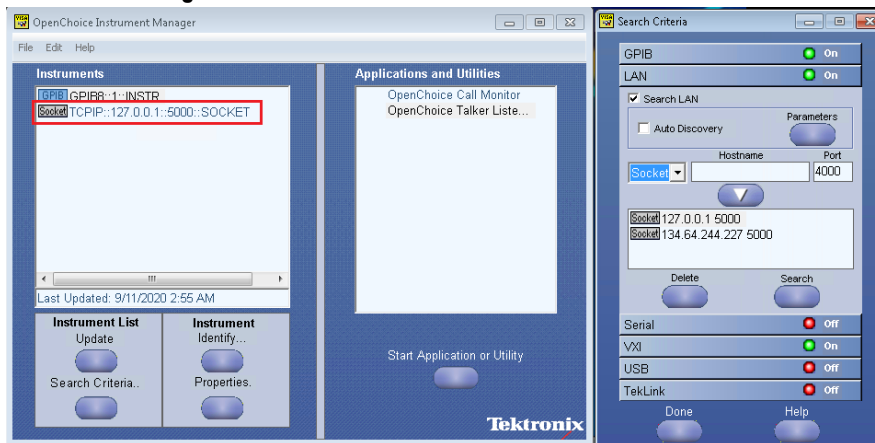 OpenChoice Instrument Manager
File Edit Help
Instruments
GPIB GPIB8::1::INSTR
Socket TCPIP::127.0.0.1::5000::SOCKET
Last Updated: 9/11/2020 2:55 AM
Instrument List
Update
Search Criteria..
Instrument
Identify...
Properties.
Applications and Utilities
OpenChoice Call Monitor
OpenChoice Talker Liste...
Start Application or Utility
Tektronix
Search Criteria
GPIB On
LAN On
Search LAN
Auto Discovery
Parameters
Hostname Port
Socket 4000
Socket 127.0.0.1 5000
Socket 134.64.244.227 5000
Delete Search
Serial Off
VXI On
USB Off
TekLink Off
Done Help